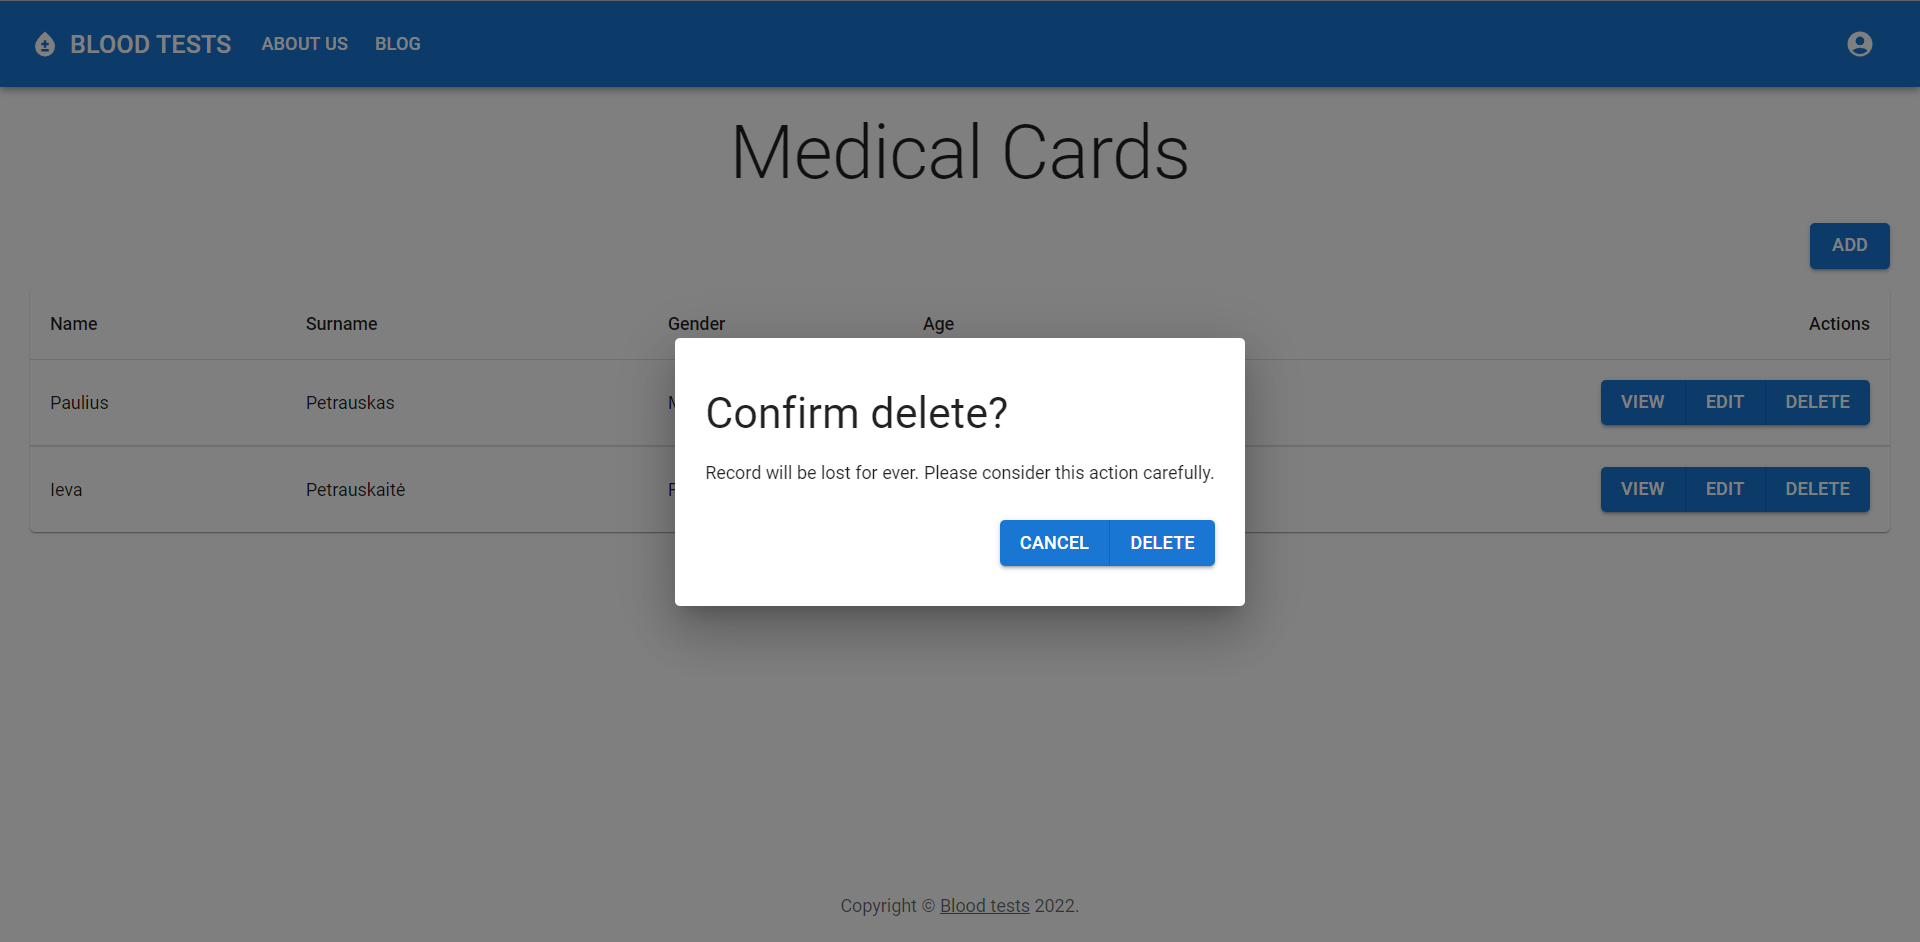 BLOOD TESTS ABOUT US BLOG
Medical Cards
ADD
Name Surname Gender Age Actions
Paulius Petrauskas VIEW EDIT DELETE
Ieva Petrauskaitė VIEW EDIT DELETE
Confirm delete?
Record will be lost for ever. Please consider this action carefully.
CANCEL DELETE
Copyright © Blood tests 2022.